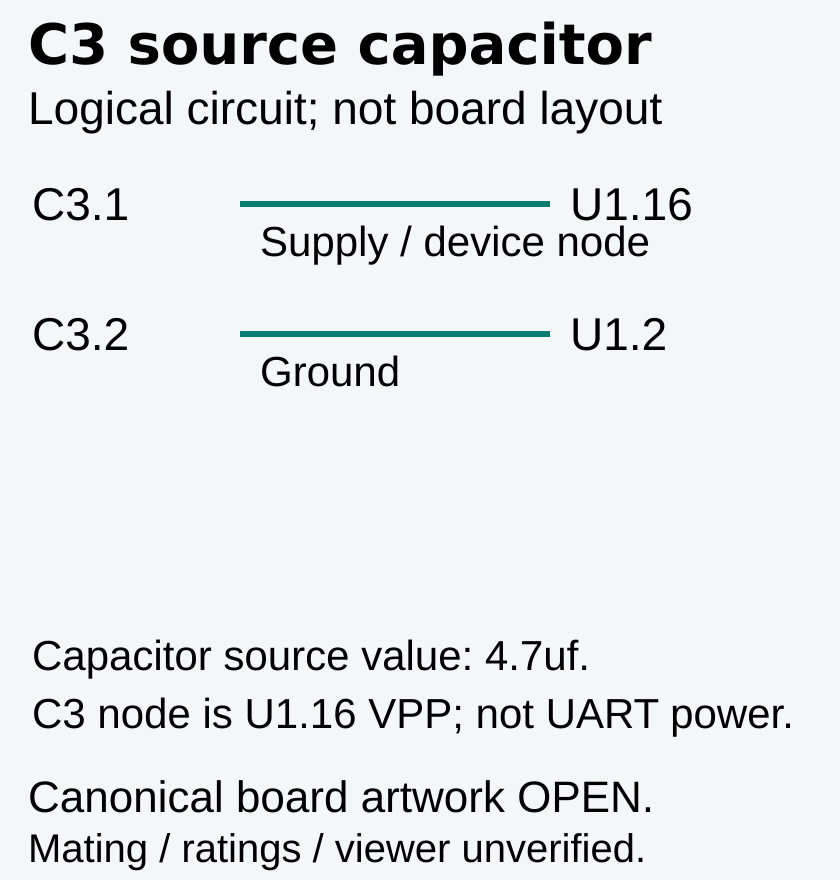 C3 source capacitor
Logical circuit; not board layout
C3.1 U1.16
Supply / device node
C3.2 U1.2
Ground
Capacitor source value: 4.7uf.
C3 node is U1.16 VPP; not UART power.
Canonical board artwork OPEN.
Mating / ratings / viewer unverified.